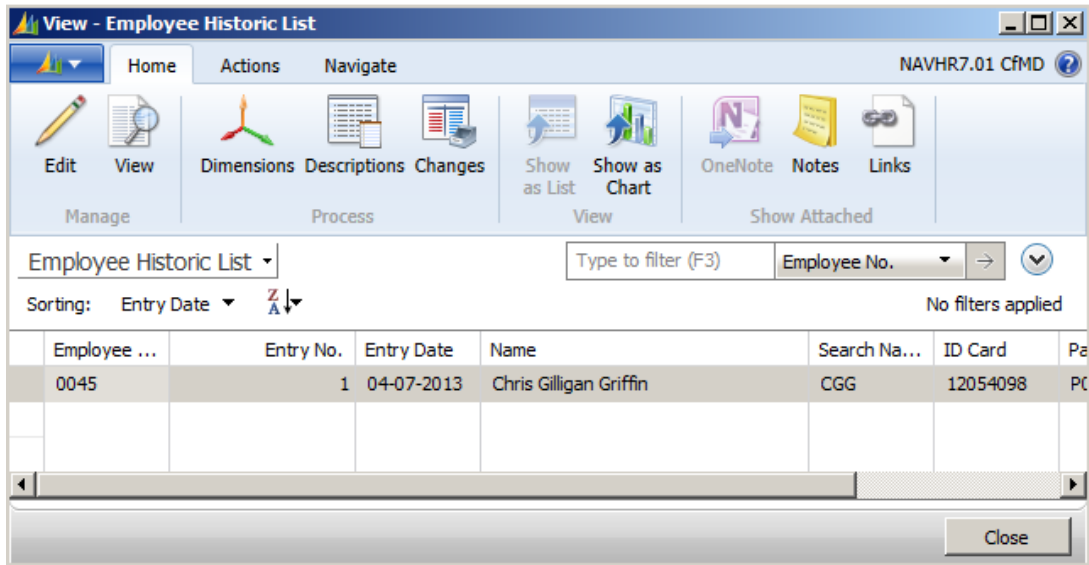 View - Employee Historic List
Home Actions Navigate NAVHR7.01 CfMD ?
Edit View Dimensions Descriptions Changes Show as List Show as Chart OneNote Notes Links
Manage Process View Show Attached
Employee Historic List Type to filter (F3) Employee No.
Sorting: Entry Date Z A No filters applied
Employee ... Entry No. Entry Date Name Search Na... ID Card Pa
0045 1 04-07-2013 Chris Gilligan Griffin CGG 12054098
Close